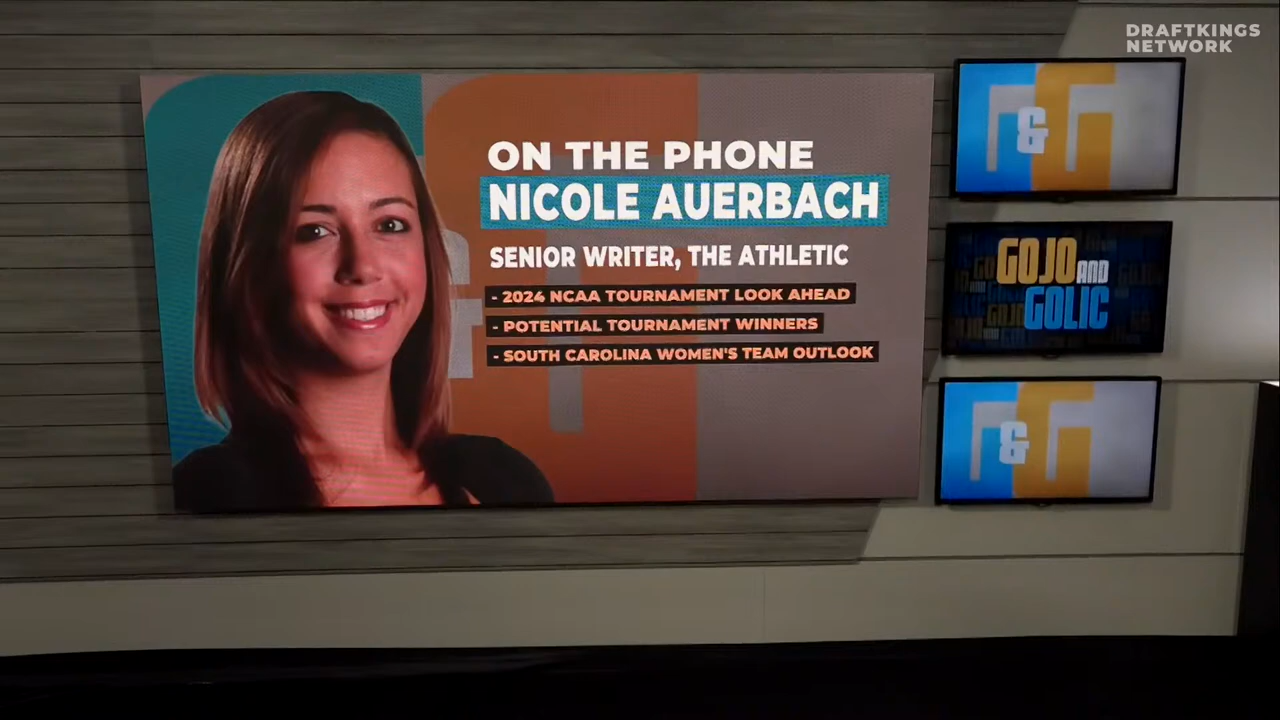 DRAFTKINGS
NETWORK
ON THE PHONE
NICOLE AUERBACH
SENIOR WRITER, THE ATHLETIC
- 2024 NCAA TOURNAMENT LOOK AHEAD
- POTENTIAL TOURNAMENT WINNERS
- SOUTH CAROLINA WOMEN'S TEAM OUTLOOK
G&G
GOJO AND
GOLIC
G&G